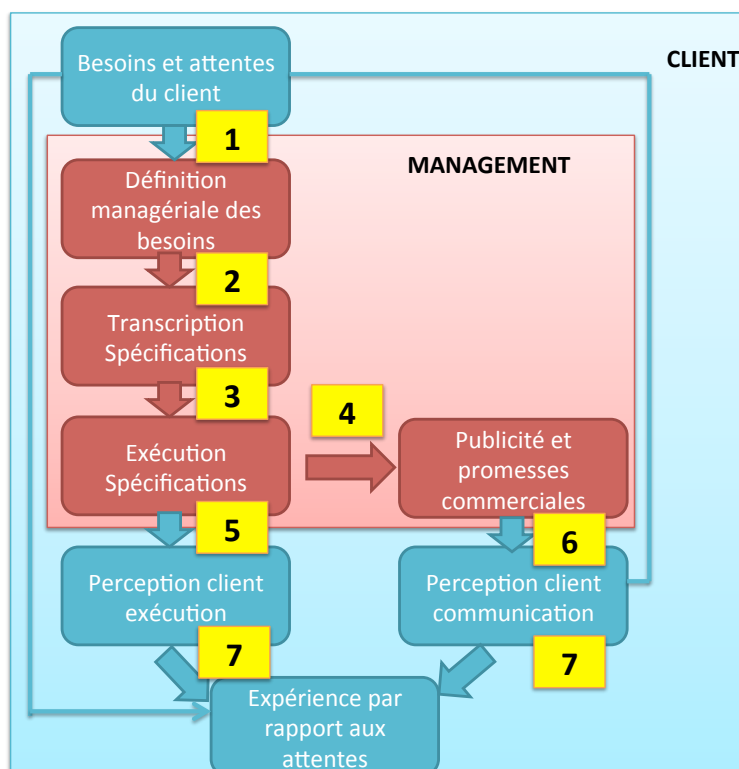 Besoins et attentes
du client
CLIENT
1
MANAGEMENT
Définition
managériale des
besoins
2
Transcription
Spécifications
3
4
Exécution
Spécifications
Publicité et
promesses
commerciales
5
6
Perception client
exécution
Perception client
communication
7
7
Expérience par
rapport aux
attentes